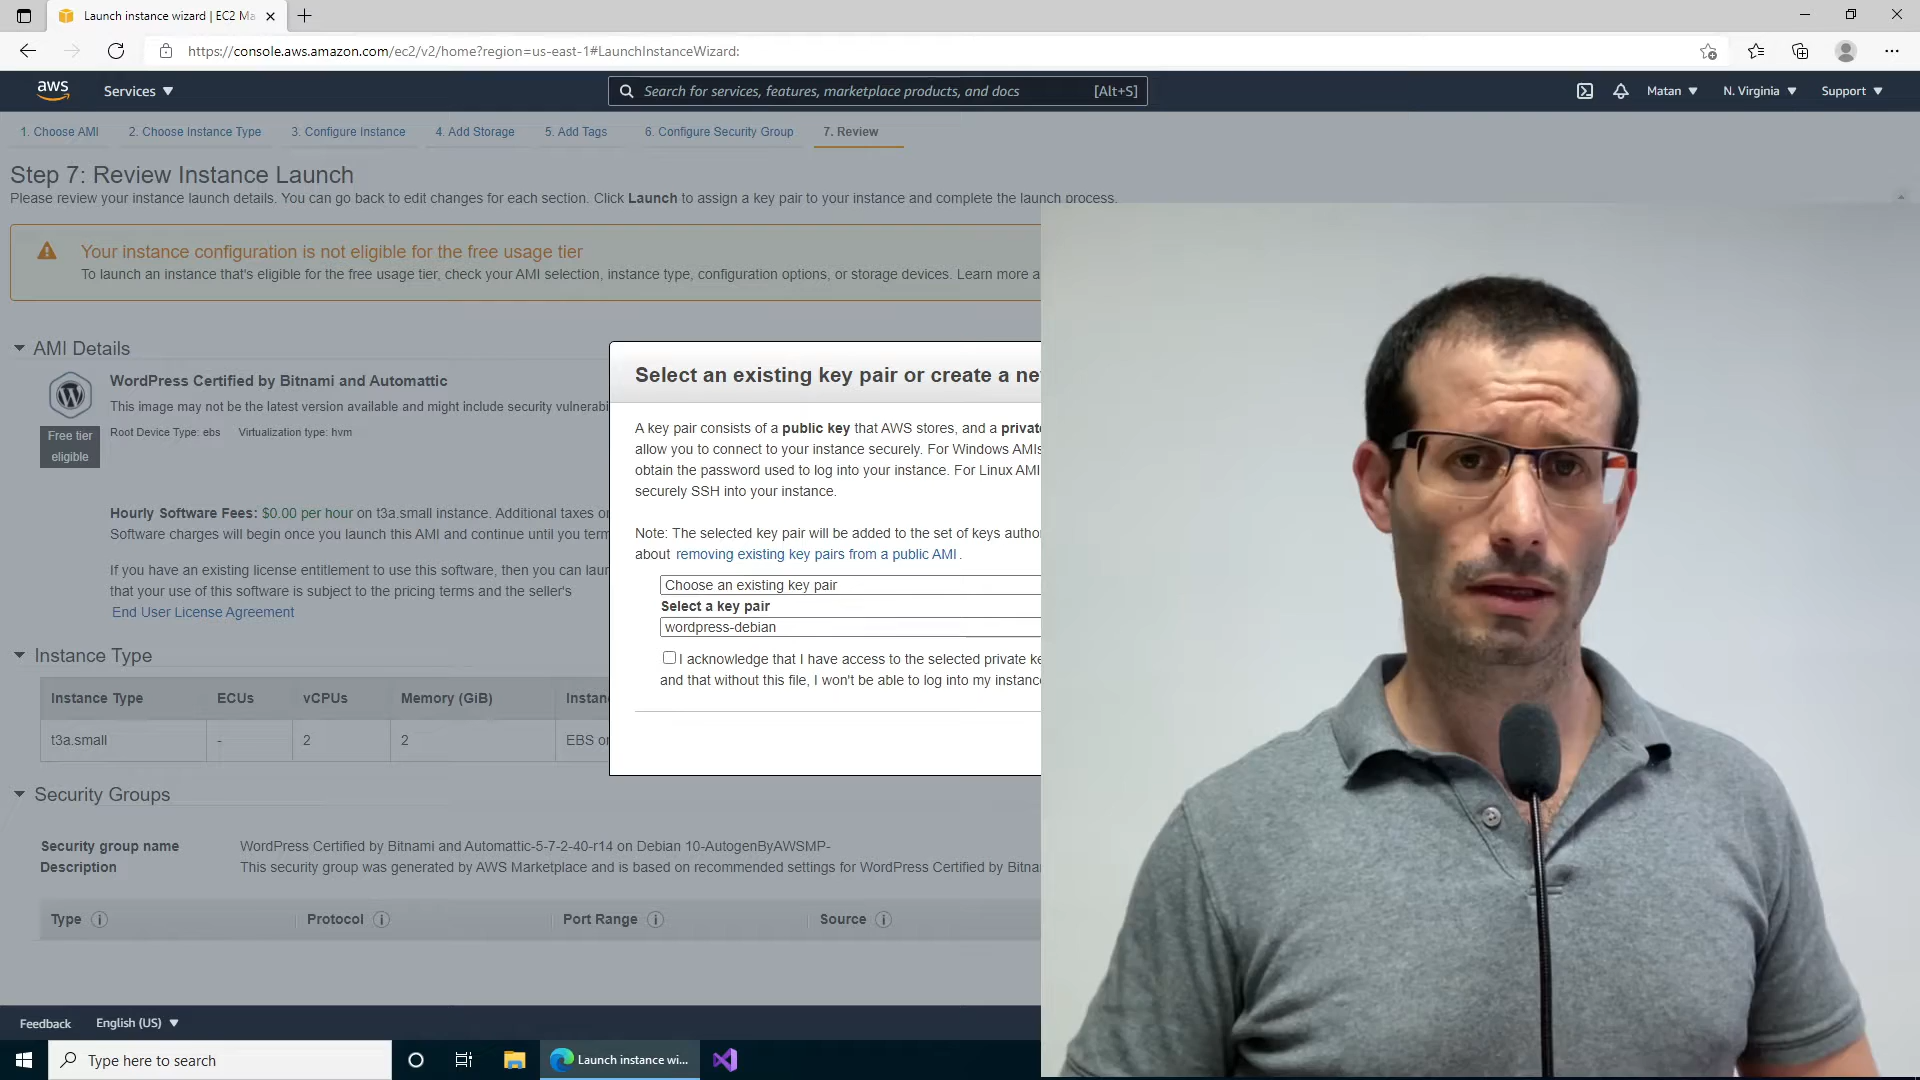 Launch instance wizard | EC2 Ma
https://console.aws.amazon.com/ec2/v2/home?region=us-east-1#LaunchInstanceWizard:
aws Services Search for services, features, marketplace products, and docs [Alt+S] Matan N. Virginia Support
1. Choose AMI 2. Choose Instance Type 3. Configure Instance 4. Add Storage 5. Add Tags 6. Configure Security Group 7. Review
Step 7: Review Instance Launch
Please review your instance launch details. You can go back to edit changes for each section. Click Launch to assign a key pair to your instance and complete the launch process.
Your instance configuration is not eligible for the free usage tier
To launch an instance that's eligible for the free usage tier, check your AMI selection, instance type, configuration options, or storage devices. Learn more a
AMI Details
WordPress Certified by Bitnami and Automattic
This image may not be the latest version available and might include security vulnerabi
Root Device Type: ebs Virtualization type: hvm
Free tier
eligible
Hourly Software Fees: $0.00 per hour on t3a.small instance. Additional taxes or
Software charges will begin once you launch this AMI and continue until you term
If you have an existing license entitlement to use this software, then you can laun
that your use of this software is subject to the pricing terms and the seller's
End User License Agreement
Select an existing key pair or create a ne
A key pair consists of a public key that AWS stores, and a private
allow you to connect to your instance securely. For Windows AMIs
obtain the password used to log into your instance. For Linux AMI
securely SSH into your instance.
Note: The selected key pair will be added to the set of keys autho
about removing existing key pairs from a public AMI .
Choose an existing key pair
Select a key pair
wordpress-debian
I acknowledge that I have access to the selected private ke
and that without this file, I won't be able to log into my instance
Instance Type
Instance Type ECUs vCPUs Memory (GiB) Instan
t3a.small - 2 2 EBS or
Security Groups
Security group name WordPress Certified by Bitnami and Automattic-5-7-2-40-r14 on Debian 10-AutogenByAWSMP-
Description This security group was generated by AWS Marketplace and is based on recommended settings for WordPress Certified by Bitna
Type Protocol Port Range Source
Feedback English (US)
Type here to search Launch instance wi...